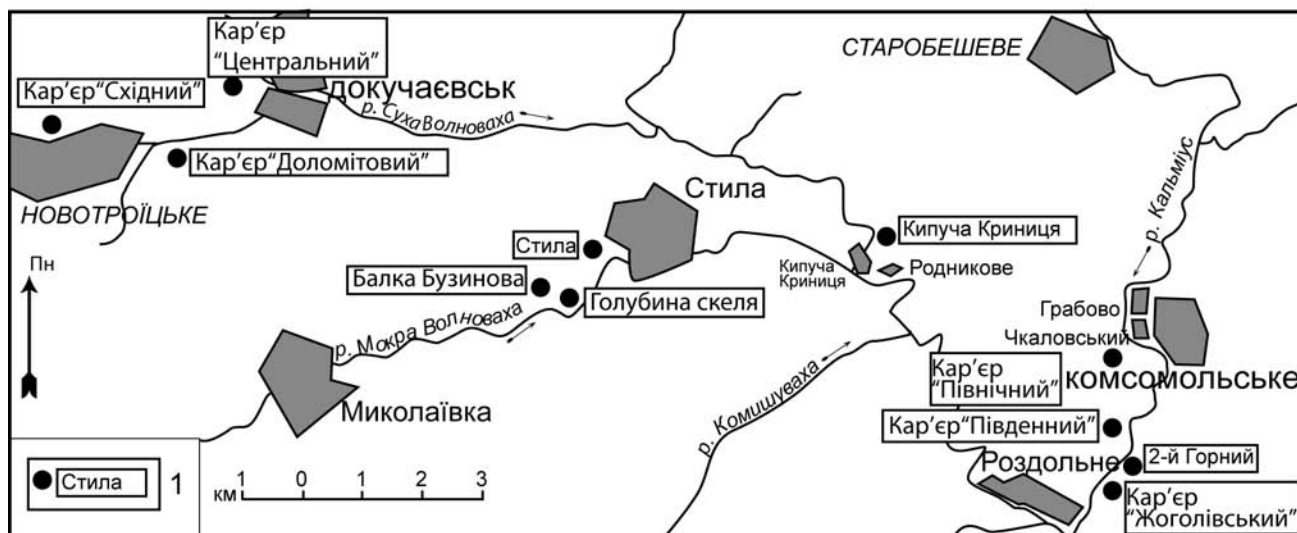 Кар’єр
“Центральний”
СТАРОБЕШЕВЕ
Кар’єр“Східний”
докучаєвськ
р. СухаВолноваха
Кар’єр“Доломітовий”
НОВОТРОЇЦЬКЕ
Стила
р. Кальміус
Кипуча Криниця
Стила
Пн
Кипуча
Криниця
Родникове
Балка Бузинова
Голубина скеля
Грабово
р. Мокра Волноваха
Чкаловський
Кар’єр
“Північний”
комсомольське
Миколаївка
р. Комишуваха
Кар’єр“Південний”
Роздольне
2-й Горний
Стила
1
1 0 1 2 3
км
Кар’єр
“Жоголівський”